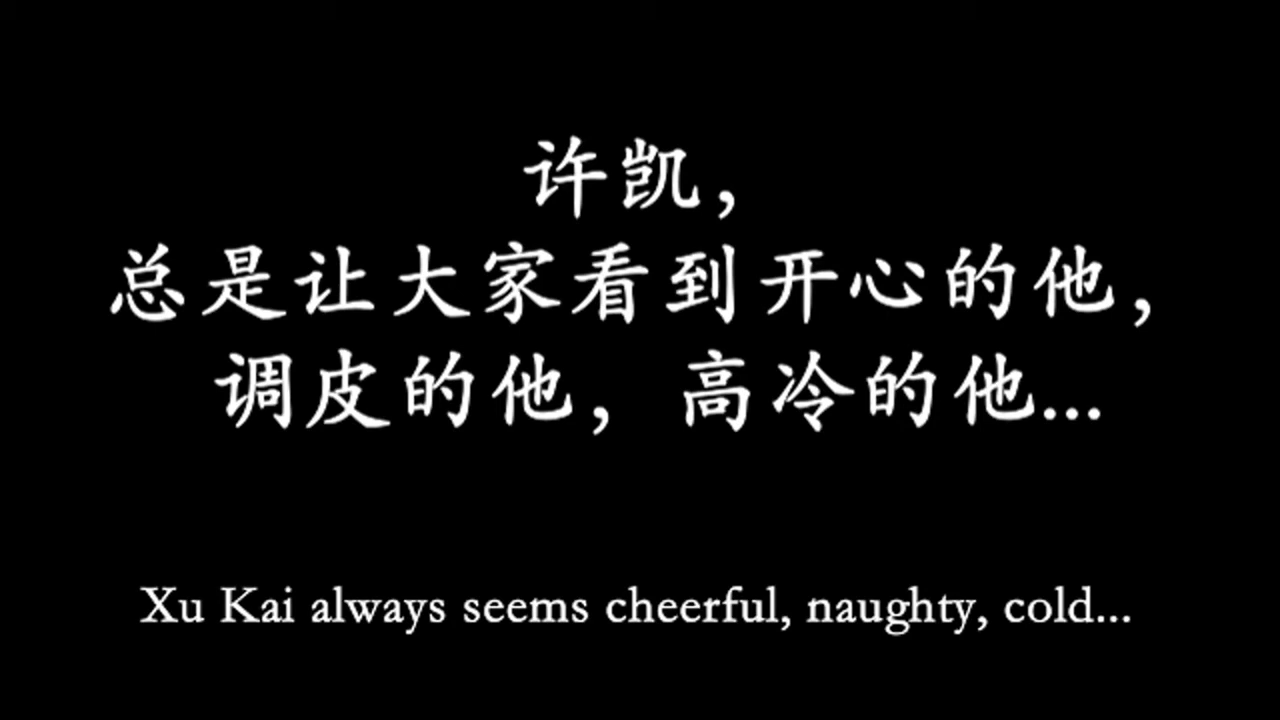 许凯，
总是让大家看到开心的他，
调皮的他，高冷的他...
Xu Kai always seems cheerful, naughty, cold...